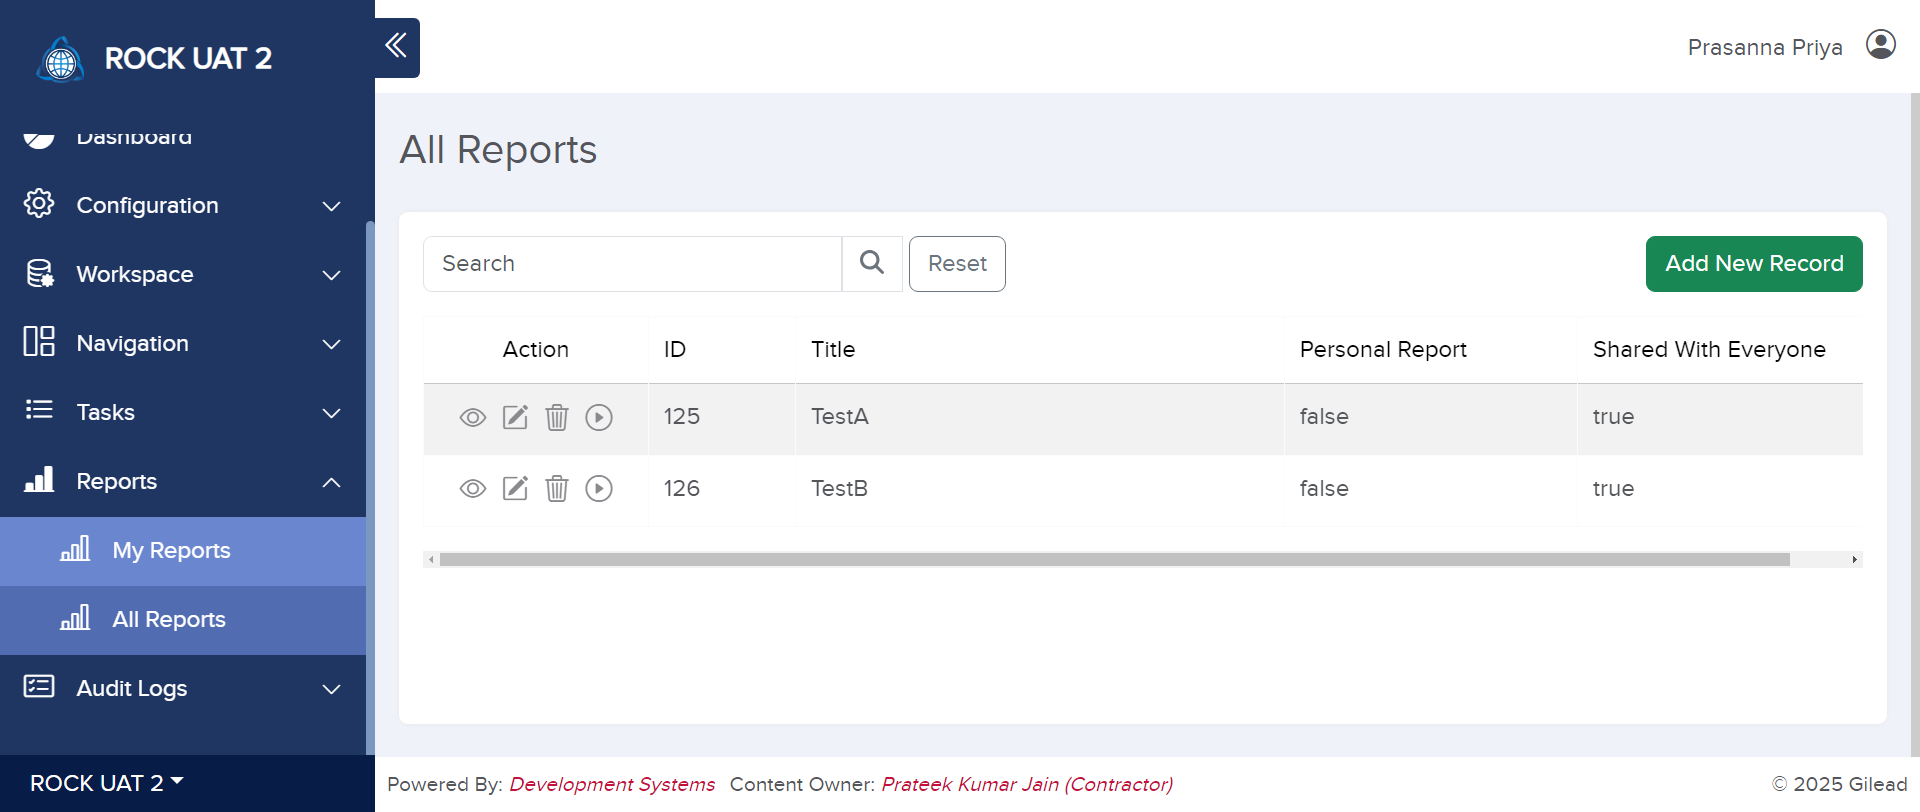 ROCK UAT 2
Prasanna Priya
Dashboard
Configuration
Workspace
Navigation
Tasks
Reports
My Reports
All Reports
Audit Logs
ROCK UAT 2
All Reports
Search
Reset
Add New Record
Action ID Title Personal Report Shared With Everyone
125 TestA false true
126 TestB false true
Powered By: Development Systems Content Owner: Prateek Kumar Jain (Contractor)
© 2025 Gilead